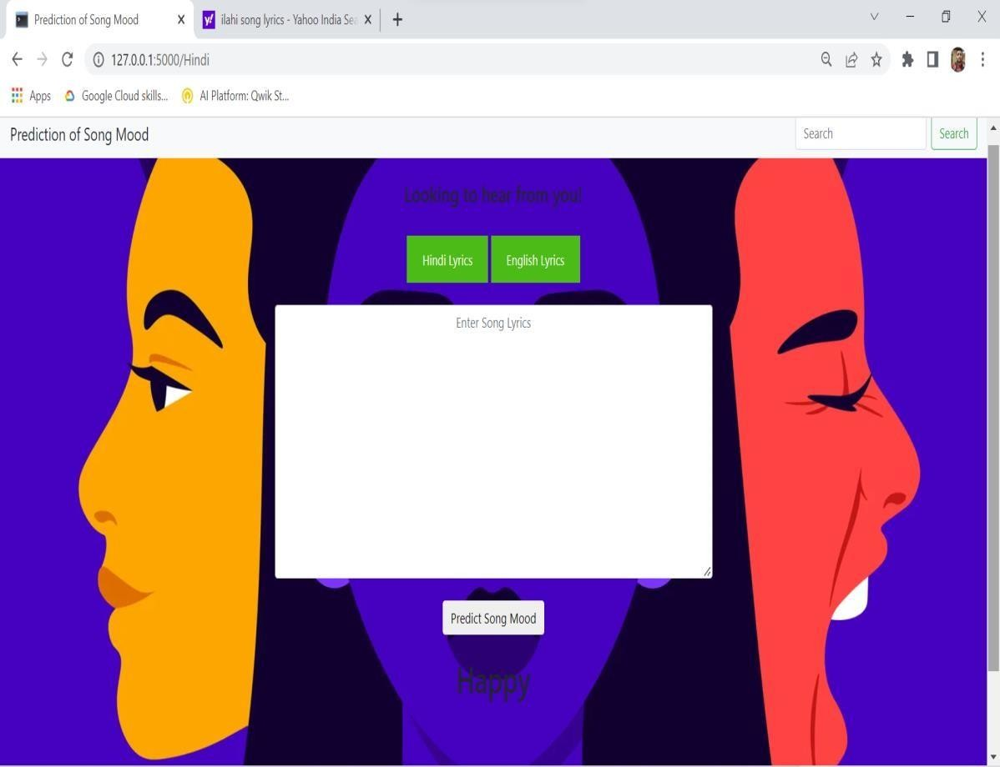 Prediction of Song Mood
ilahi song lyrics - Yahoo India Sea
127.0.0.1:5000/Hindi
Apps Google Cloud skills... AI Platform: Qwik St...
Prediction of Song Mood
Search Search
Looking to hear from you!
Hindi Lyrics English Lyrics
Enter Song Lyrics
Predict Song Mood
Happy